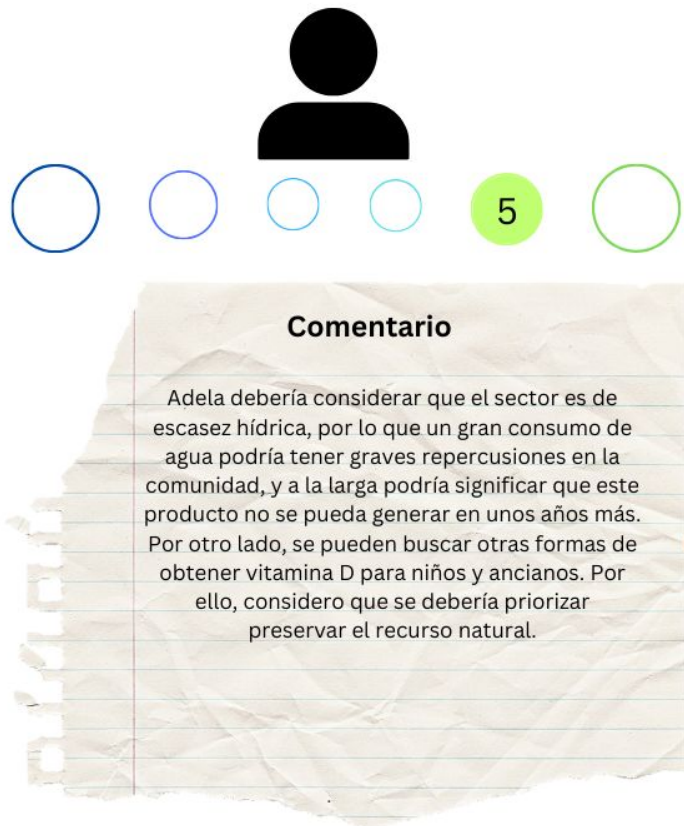 5
Comentario
Adela debería considerar que el sector es de
escasez hídrica, por lo que un gran consumo de
agua podría tener graves repercusiones en la
comunidad, y a la larga podría significar que este
producto no se pueda generar en unos años más.
Por otro lado, se pueden buscar otras formas de
obtener vitamina D para niños y ancianos. Por
ello, considero que se debería priorizar
preservar el recurso natural.